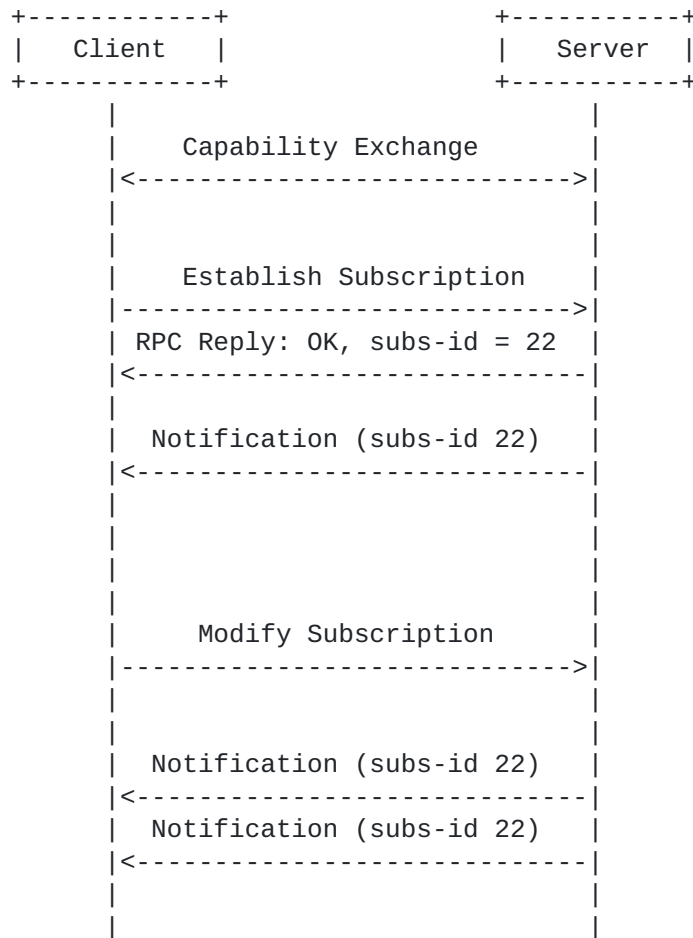 Client Server
Capability Exchange
Establish Subscription
RPC Reply: OK, subs-id = 22
Notification (subs-id 22)
Modify Subscription
Notification (subs-id 22)
Notification (subs-id 22)